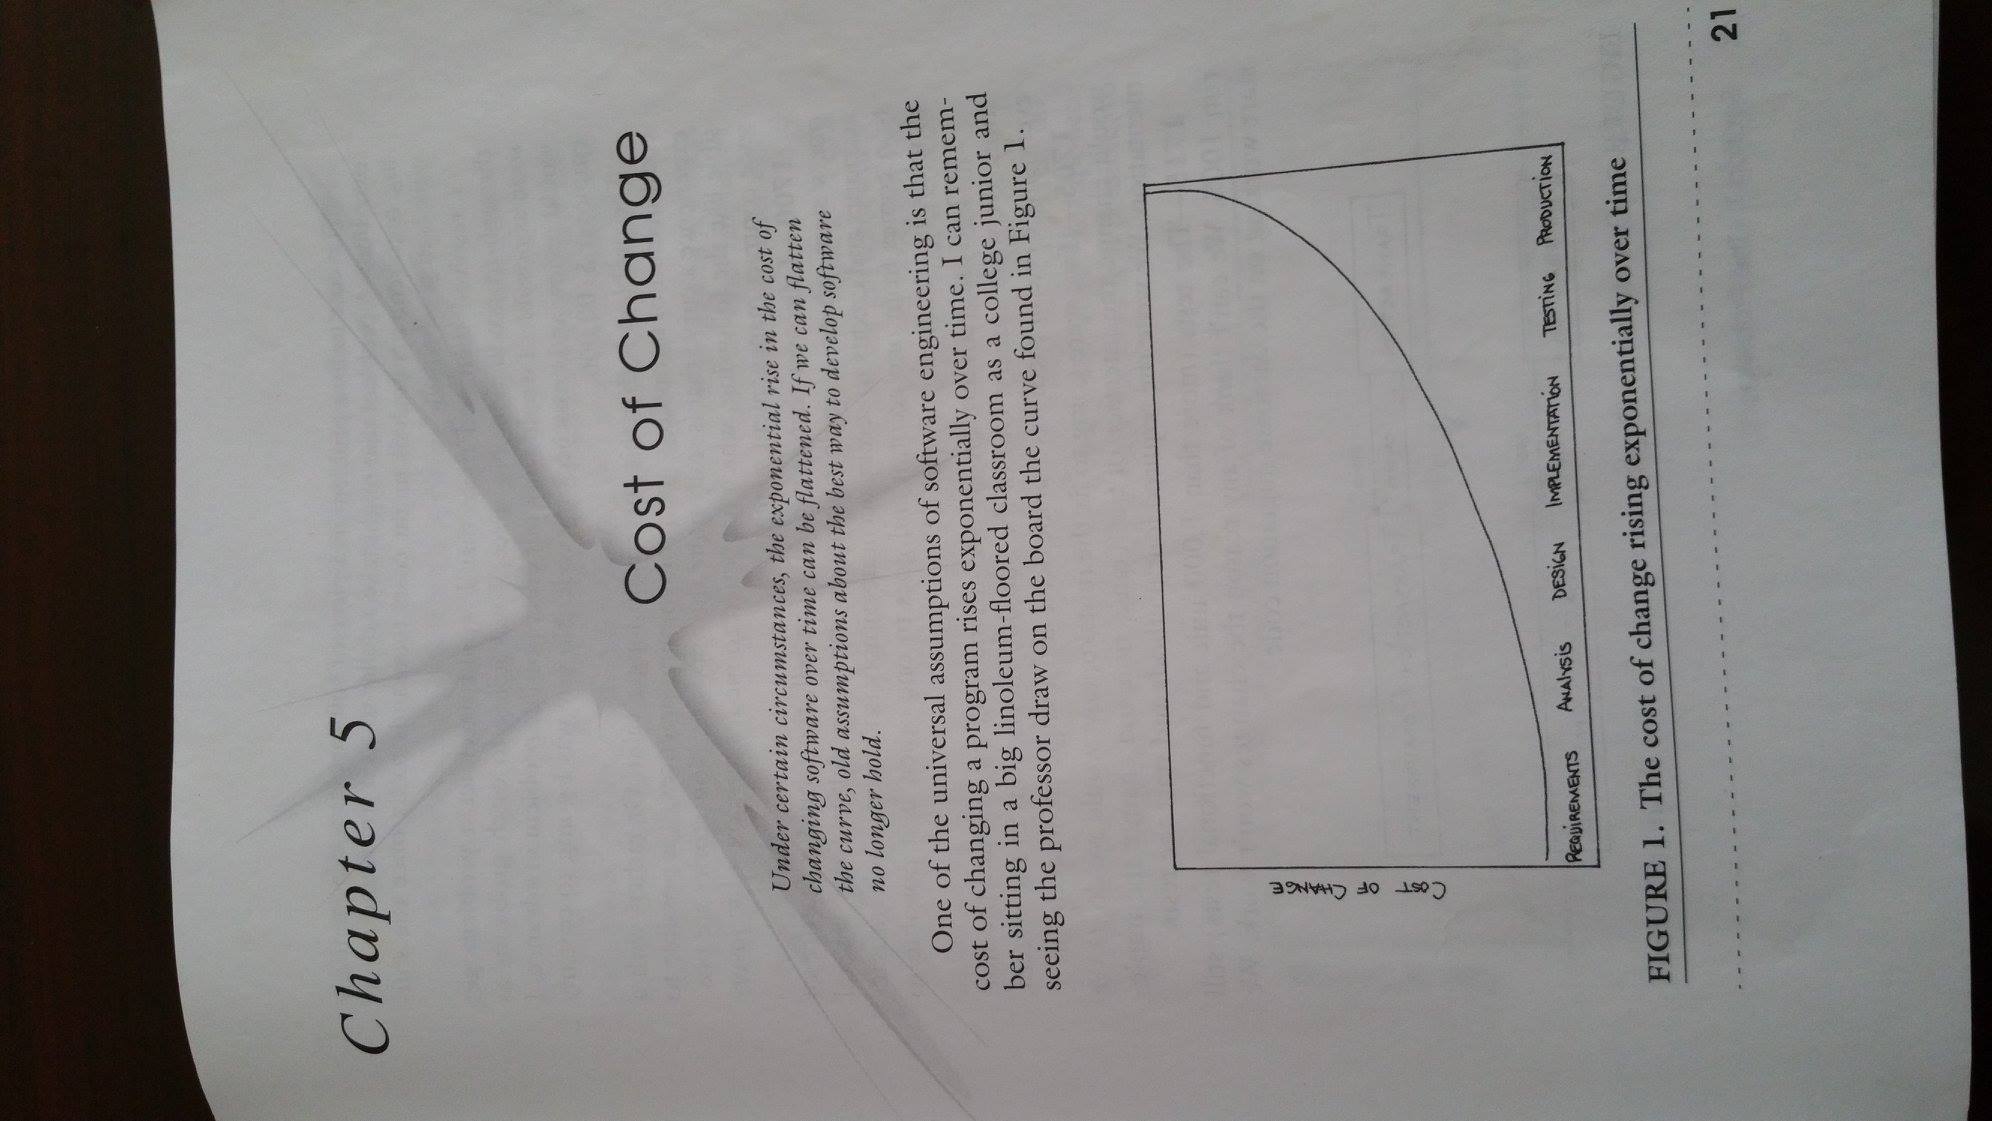 Chapter 5
Cost of Change
Under certain circumstances, the exponential rise in the cost of
changing software over time can be flattened. If we can flatten
the curve, old assumptions about the best way to develop software
no longer hold.
One of the universal assumptions of software engineering is that the
cost of changing a program rises exponentially over time. I can remem-
ber sitting in a big linoleum-floored classroom as a college junior and
seeing the professor draw on the board the curve found in Figure 1.
COST OF CHANGE
REQUIREMENTS ANALYSIS DESIGN IMPLEMENTATION TESTING PRODUCTION
FIGURE 1. The cost of change rising exponentially over time
21